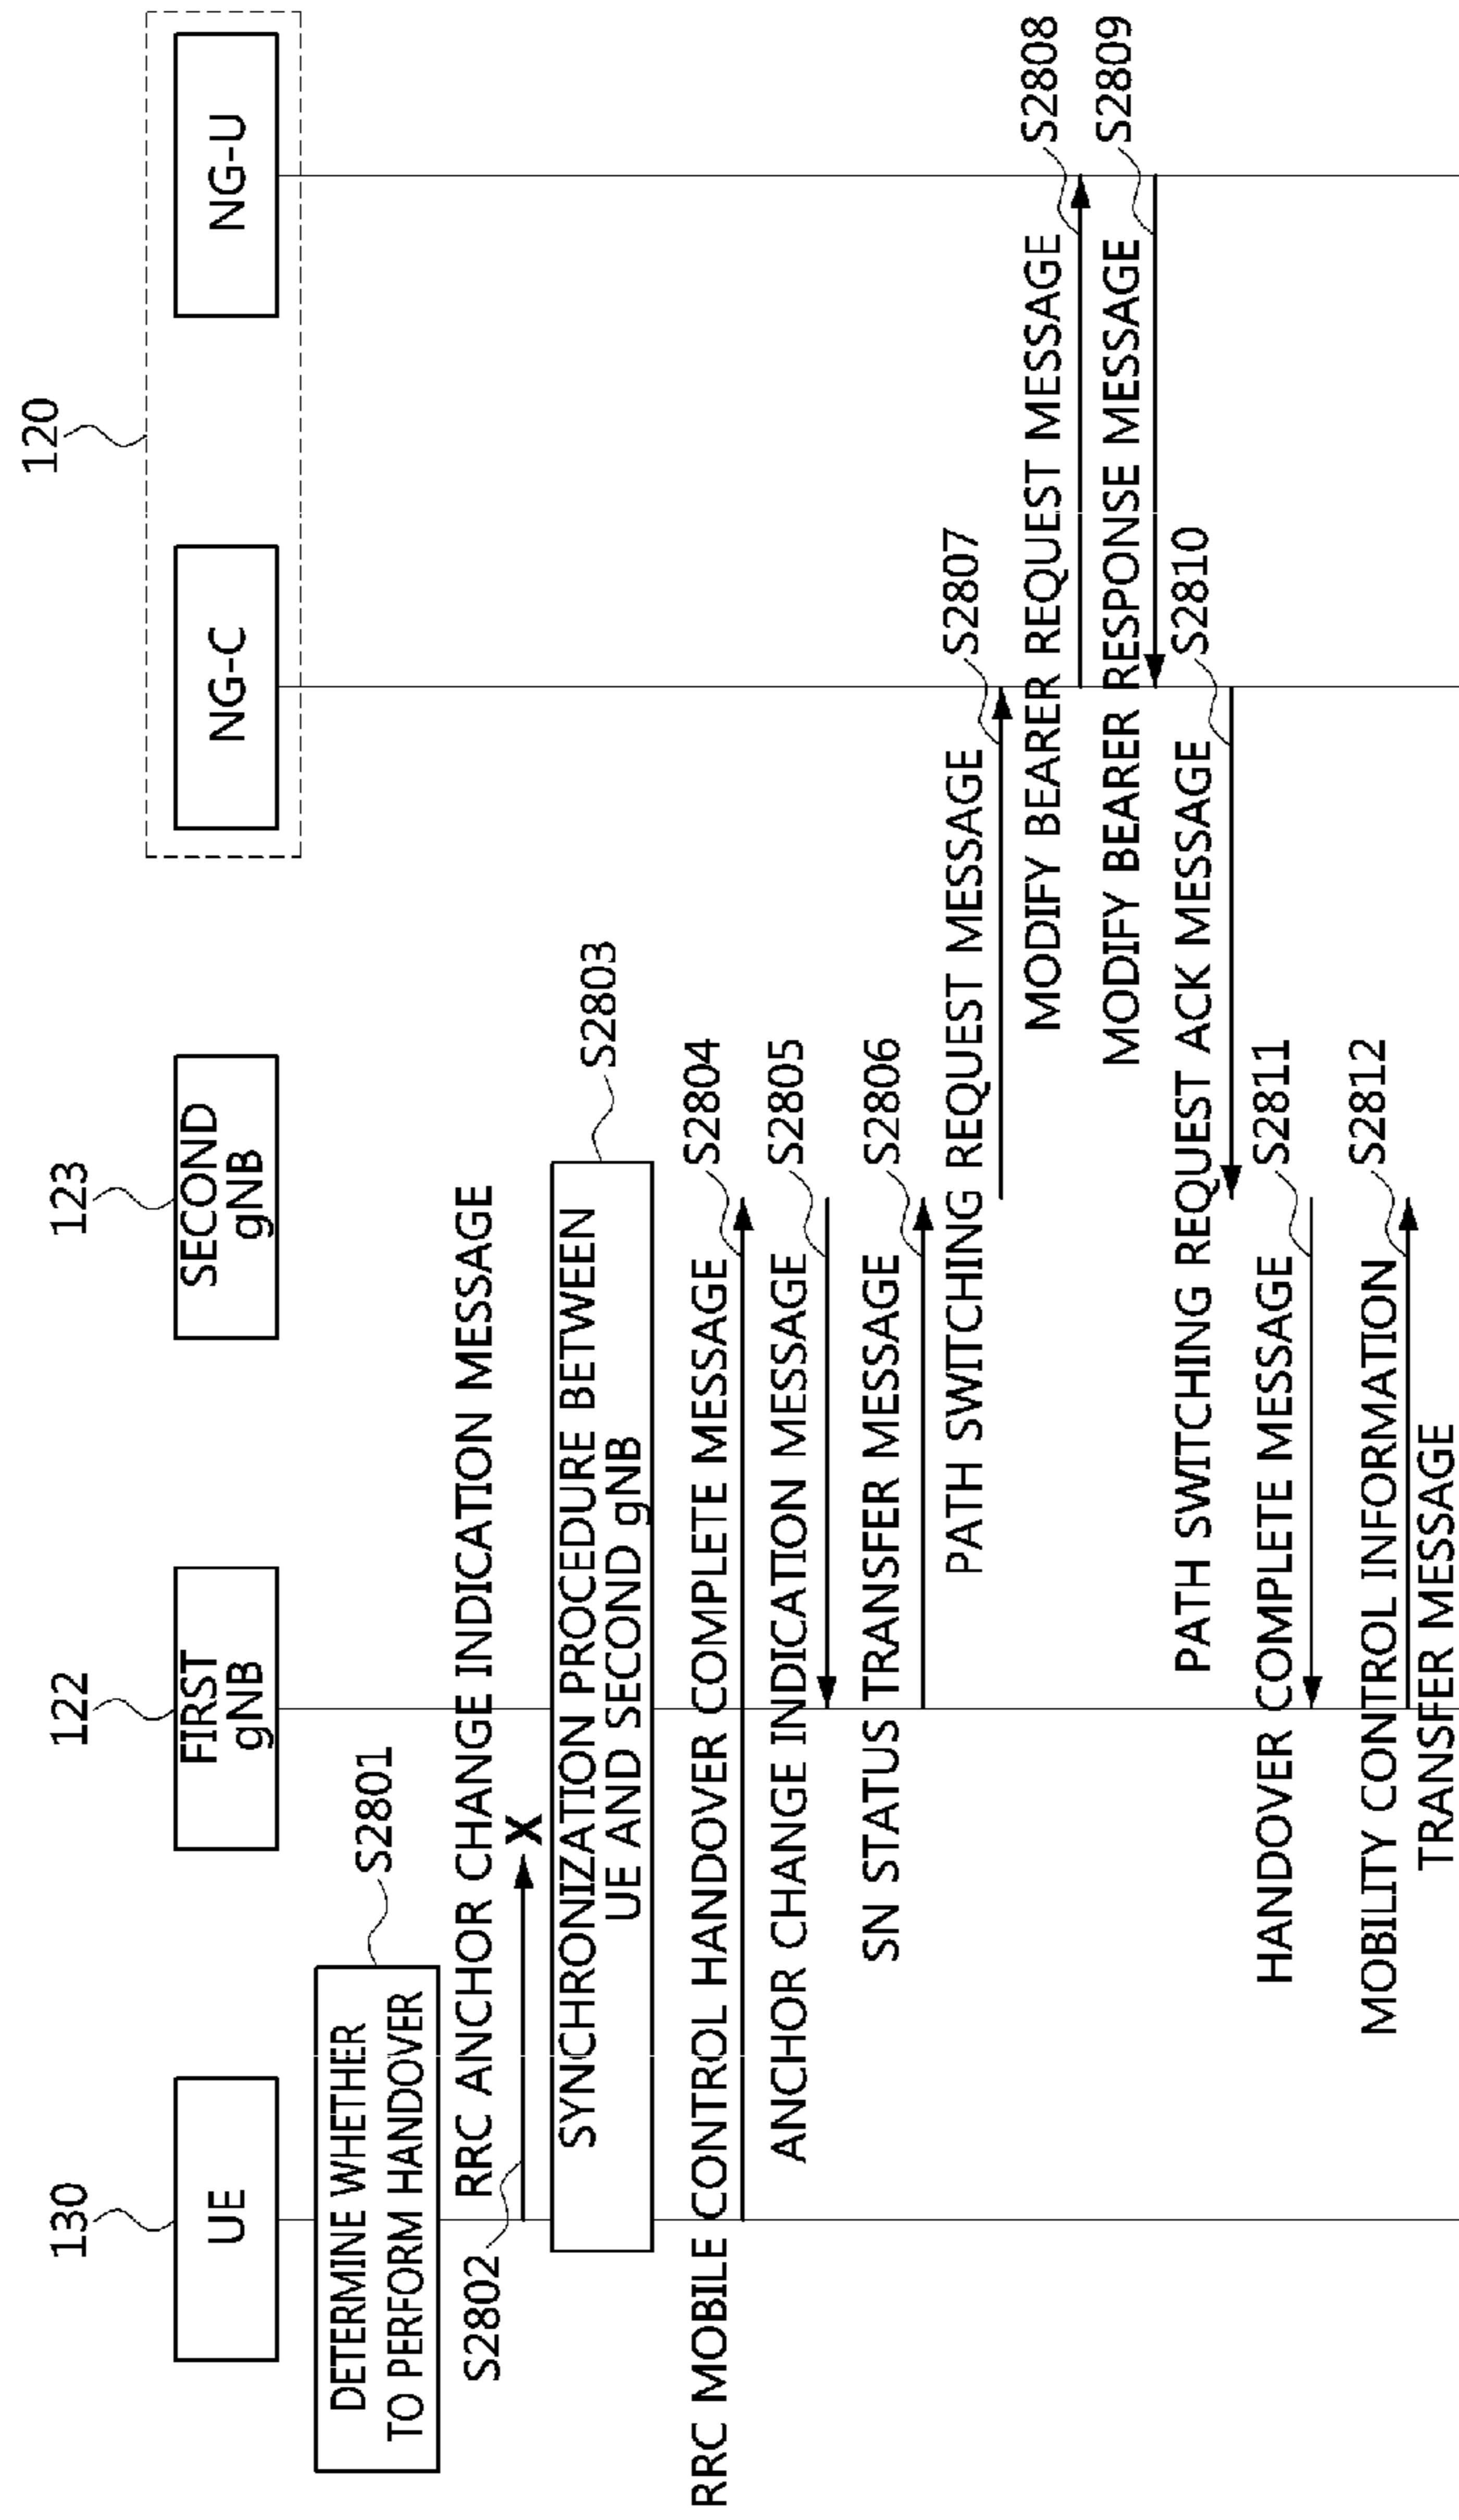 130
122
123
120
UE
FIRST
gNB
SECOND
gNB
NG-C
NG-U
DETERMINE WHETHER
TO PERFORM HANDOVER
S2801
S2802
RRC ANCHOR CHANGE INDICATION MESSAGE
X
SYNCHRONIZATION PROCEDURE BETWEEN
UE AND SECOND gNB
S2803
RRC MOBILE CONTROL HANDOVER COMPLETE MESSAGE
S2804
ANCHOR CHANGE INDICATION MESSAGE
S2805
SN STATUS TRANSFER MESSAGE
S2806
PATH SWITCHING REQUEST MESSAGE
S2807
MODIFY BEARER REQUEST MESSAGE
S2808
MODIFY BEARER RESPONSE MESSAGE
S2809
PATH SWITCHING REQUEST ACK MESSAGE
S2810
HANDOVER COMPLETE MESSAGE
S2811
MOBILITY CONTROL INFORMATION
TRANSFER MESSAGE
S2812